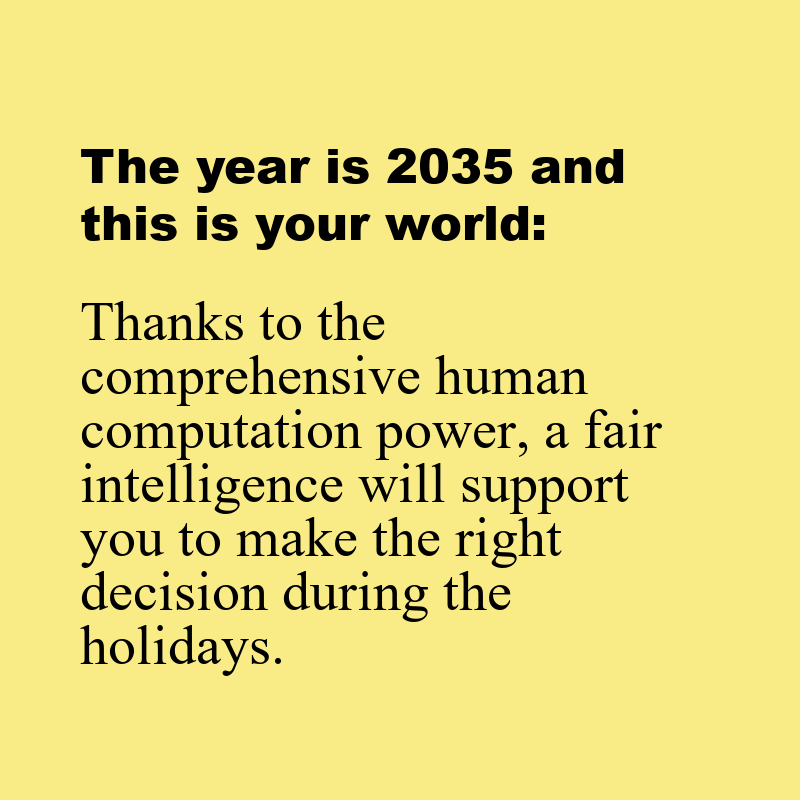 The year is 2035 and
this is your world:
Thanks to the
comprehensive human
computation power, a fair
intelligence will support
you to make the right
decision during the
holidays.